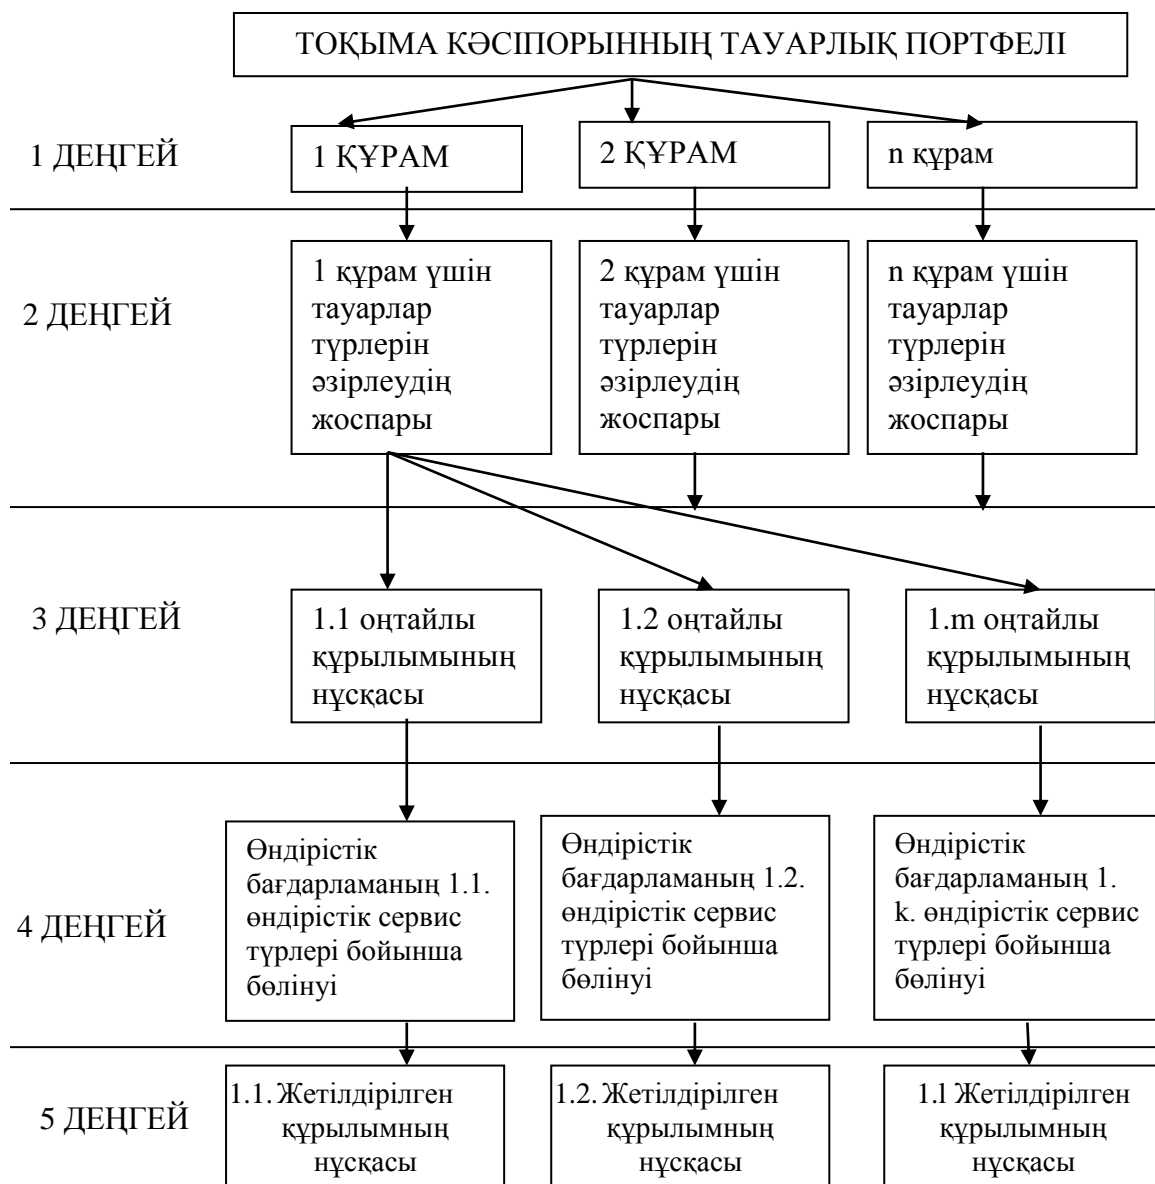 ТОҚЫМА КӘСІПОРЫННЫҢ ТАУАРЛЫҚ ПОРТФЕЛІ
1 ДЕҢГЕЙ
1 ҚҰРАМ
2 ҚҰРАМ
n құрам
2 ДЕҢГЕЙ
1 құрам үшін
тауарлар
түрлерін
әзірлеудің
жоспары
2 құрам үшін
тауарлар
түрлерін
әзірлеудің
жоспары
n құрам үшін
тауарлар
түрлерін
әзірлеудің
жоспары
3 ДЕҢГЕЙ
1.1 оңтайлы
құрылымының
нұсқасы
1.2 оңтайлы
құрылымының
нұсқасы
1.m оңтайлы
құрылымының
нұсқасы
4 ДЕҢГЕЙ
Өндірістік
бағдарламаның 1.1.
өндірістік сервис
түрлері бойынша
бөлінуі
Өндірістік
бағдарламаның 1.2.
өндірістік сервис
түрлері бойынша
бөлінуі
Өндірістік
бағдарламаның 1.
k. өндірістік сервис
түрлері бойынша
бөлінуі
5 ДЕҢГЕЙ
1.1. Жетілдірілген
құрылымның
нұсқасы
1.2. Жетілдірілген
құрылымның
нұсқасы
1.l Жетілдірілген
құрылымның
нұсқасы